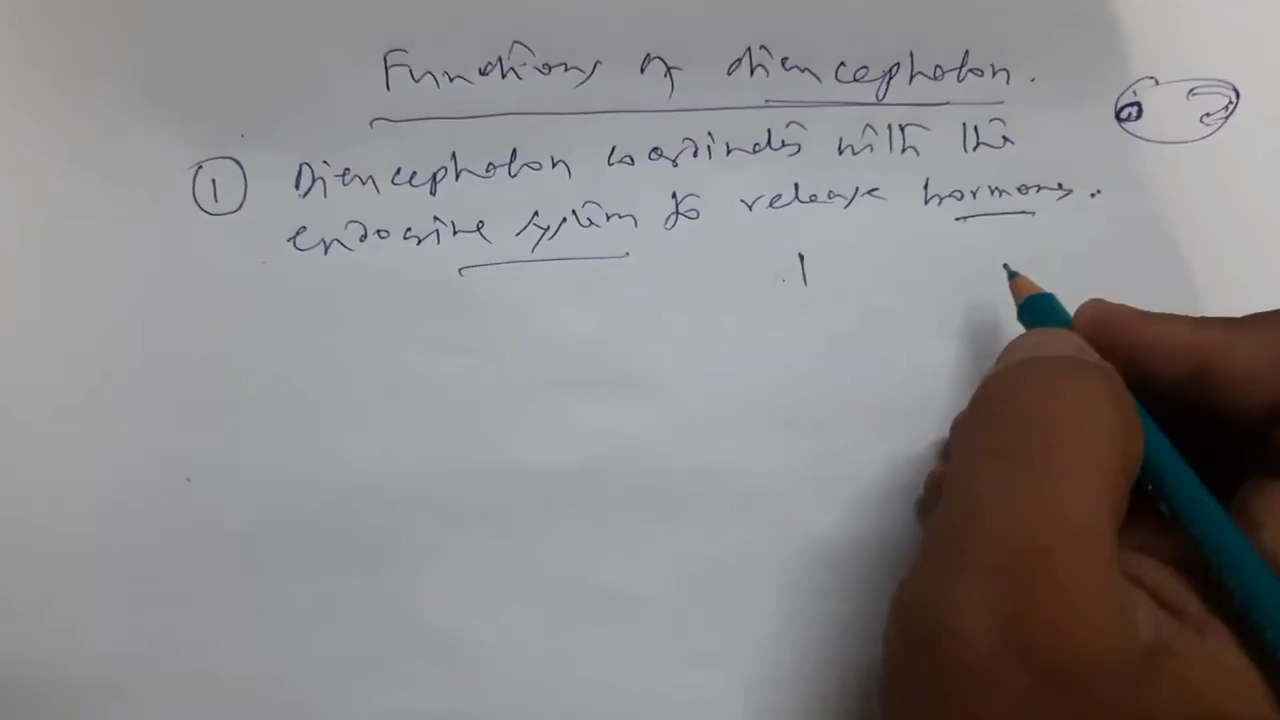 Functions of diencephalon.
① Diencephalon coordinates with the
endocrine system to release hormones.